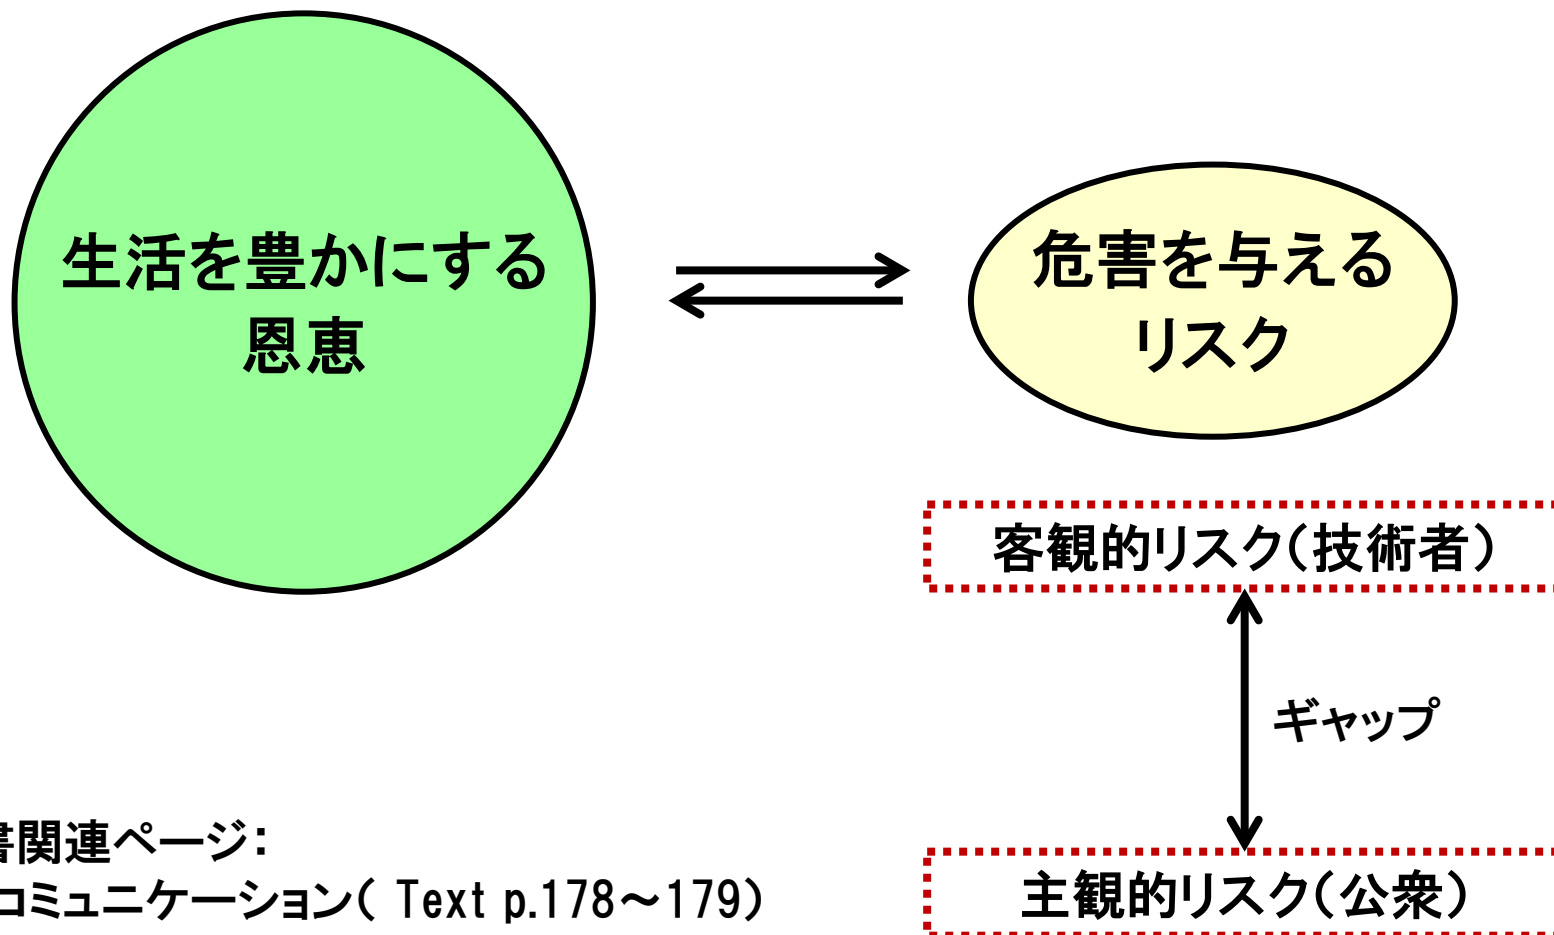 生活を豊かにする
恩恵
危害を与える
リスク
客観的リスク(技術者)
ギャップ
主観的リスク(公衆)
書関連ページ:
コミュニケーション( Text p.178～179)